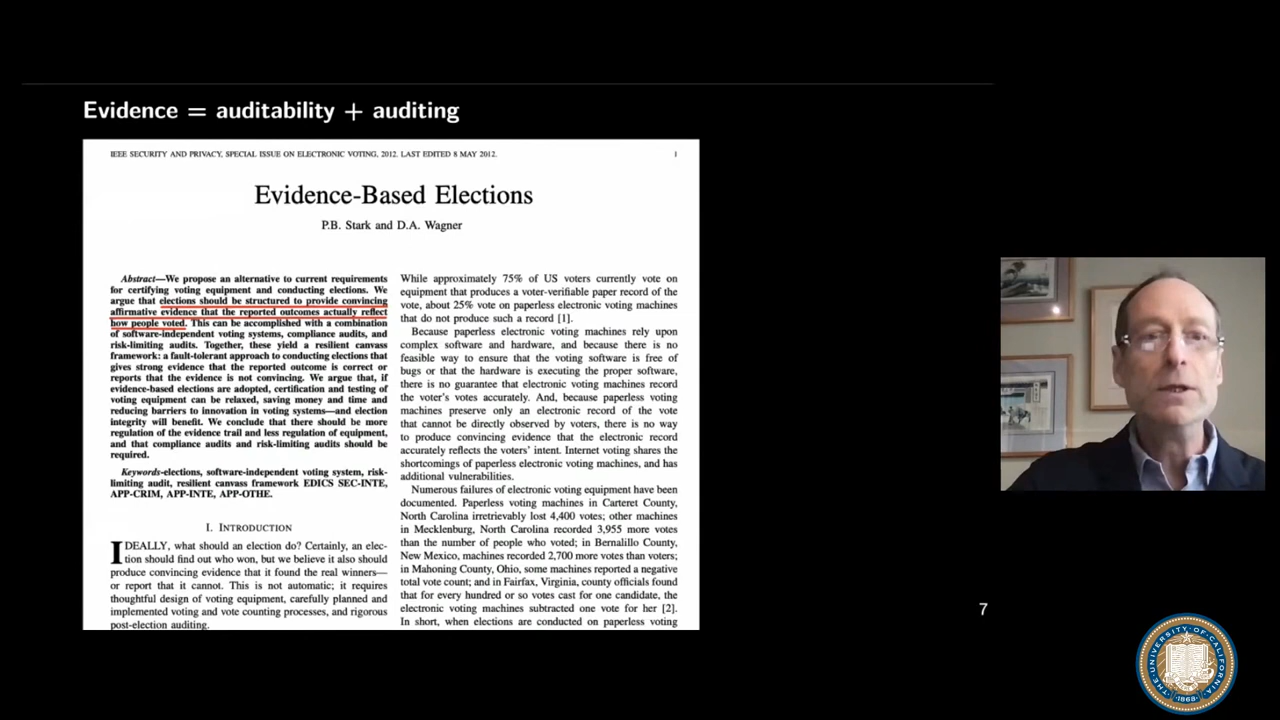 Evidence = auditability + auditing
IEEE SECURITY AND PRIVACY, SPECIAL ISSUE ON ELECTRONIC VOTING, 2012. LAST EDITED 8 MAY 2012.
1
Evidence-Based Elections
P.B. Stark and D.A. Wagner
Abstract—We propose an alternative to current requirements
for certifying voting equipment and conducting elections. We
argue that elections should be structured to provide convincing
affirmative evidence that the reported outcomes actually reflect
how people voted. This can be accomplished with a combination
of software-independent voting systems, compliance audits, and
risk-limiting audits. Together, these yield a resilient canvass
framework: a fault-tolerant approach to conducting elections that
gives strong evidence that the reported outcome is correct or
reports that the evidence is not convincing. We argue that, if
evidence-based elections are adopted, certification and testing of
voting equipment can be relaxed, saving money and time and
reducing barriers to innovation in voting systems—and election
integrity will benefit. We conclude that there should be more
regulation of the evidence trail and less regulation of equipment,
and that compliance audits and risk-limiting audits should be
required.
Keywords-elections, software-independent voting system, risk-
limiting audit, resilient canvass framework EDICS SEC-INTE,
APP-CRIM, APP-INTE, APP-OTHE.
I. INTRODUCTION
IDEALLY, what should an election do? Certainly, an elec-
tion should find out who won, but we believe it also should
produce convincing evidence that it found the real winners—
or report that it cannot. This is not automatic; it requires
thoughtful design of voting equipment, carefully planned and
implemented voting and vote counting processes, and rigorous
post-election auditing.
While approximately 75% of US voters currently vote on
equipment that produces a voter-verifiable paper record of the
vote, about 25% vote on paperless electronic voting machines
that do not produce such a record [1].
Because paperless electronic voting machines rely upon
complex software and hardware, and because there is no
feasible way to ensure that the voting software is free of
bugs or that the hardware is executing the proper software,
there is no guarantee that electronic voting machines record
the voter's votes accurately. And, because paperless voting
machines preserve only an electronic record of the vote
that cannot be directly observed by voters, there is no way
to produce convincing evidence that the electronic record
accurately reflects the voters' intent. Internet voting shares the
shortcomings of paperless electronic voting machines, and has
additional vulnerabilities.
Numerous failures of electronic voting equipment have been
documented. Paperless voting machines in Carteret County,
North Carolina irretrievably lost 4,400 votes; other machines
in Mecklenburg, North Carolina recorded 3,955 more votes
than the number of people who voted; in Bernalillo County,
New Mexico, machines recorded 2,700 more votes than voters;
in Mahoning County, Ohio, some machines reported a negative
total vote count; and in Fairfax, Virginia, county officials found
that for every hundred or so votes cast for one candidate, the
electronic voting machines subtracted one vote for her [2].
In short, when elections are conducted on paperless voting
7
THE UNIVERSITY OF CALIFORNIA
1868